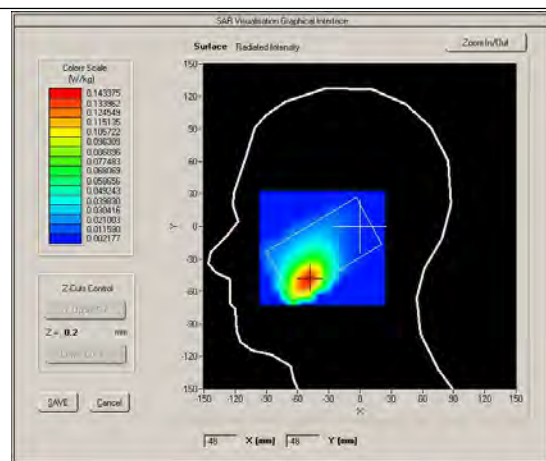 SAR Visualisation Graphical Interface
Surface Radiated Intensity
Zoom In/Out
Colors Scale
(W/kg)
0.143375
0.133962
0.124549
0.115135
0.105722
0.096309
0.086896
0.077483
0.068069
0.058656
0.049243
0.039830
0.030416
0.021003
0.011590
0.002177
150
120
90
60
30
0
-30
-60
-90
-120
-150
Y
-150 -120 -90 -60 -30 0 30 60 90 120 150
X
Z-Cuts Control
Z = 0.2 mm
SAVE
Cancel
-48 X (mm) -48 Y (mm)